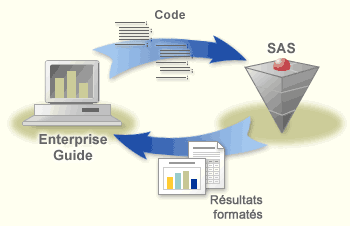 Code
SAS
Enterprise
Guide
Résultats
formatés